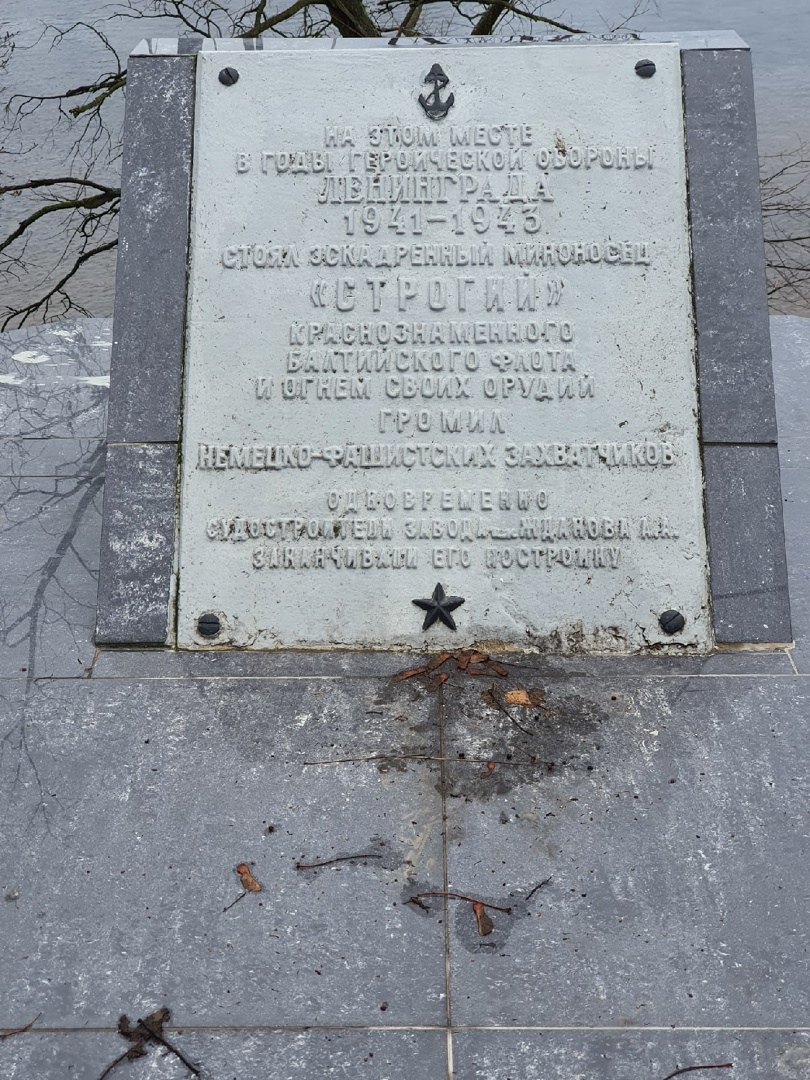 НА ЭТОМ МЕСТЕ
В ГОДЫ ГЕРОИЧЕСКОЙ ОБОРОНЫ
ЛЕНИНГРАДА
1941-1943
СТОЯЛ ЭСКАДРЕННЫЙ МИНОНОСЕЦ
«СТРОГИЙ»
КРАСНОЗНАМЕННОГО
БАЛТИЙСКОГО ФЛОТА
И ОГНЕМ СВОИХ ОРУДИЙ
ГРОМИЛ
НЕМЕЦКО-ФАШИСТСКИХ ЗАХВАТЧИКОВ
ОДНОВРЕМЕННО
СУДОСТРОИТЕЛИ ЗАВОДА ЖДАНОВА А.А.
ЗАКАНЧИВАЛИ ЕГО ПОСТРОЙКУ